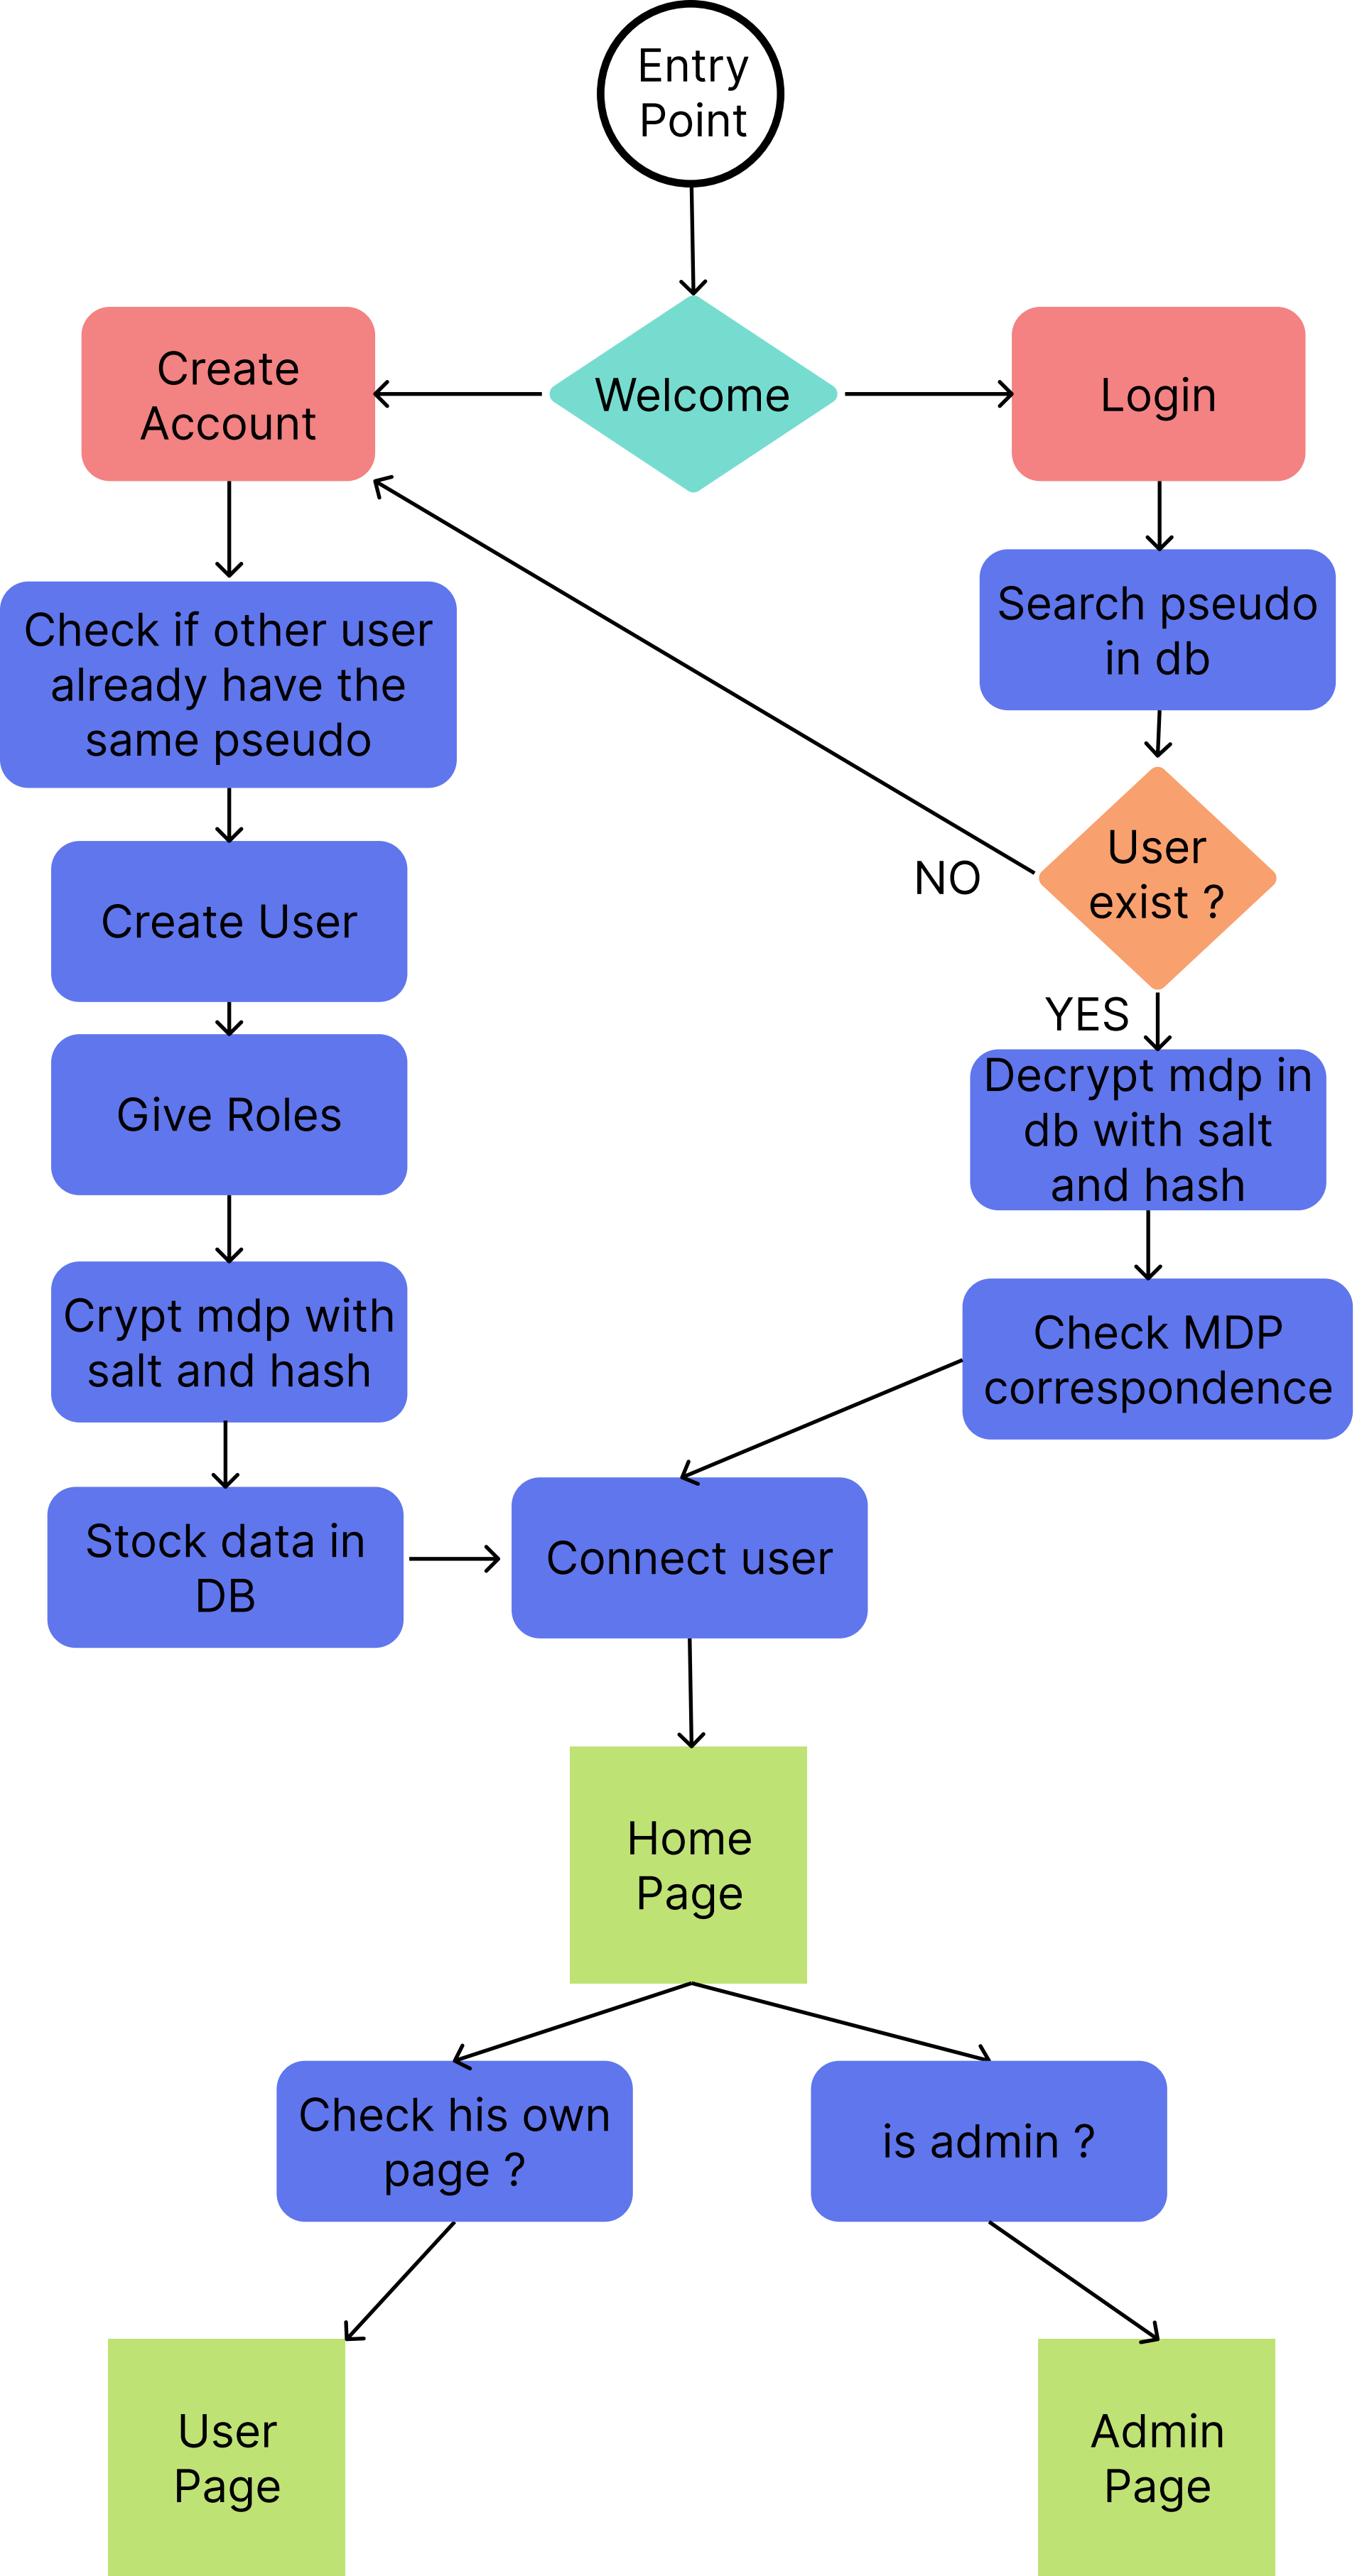 Entry
Point
Welcome
Create
Account
Login
Check if other user
already have the
same pseudo
Search pseudo
in db
User
exist ?
NO
YES
Create User
Give Roles
Decrypt mdp in
db with salt
and hash
Crypt mdp with
salt and hash
Check MDP
correspondence
Stock data in
DB
Connect user
Home
Page
Check his own
page ?
is admin ?
User
Page
Admin
Page